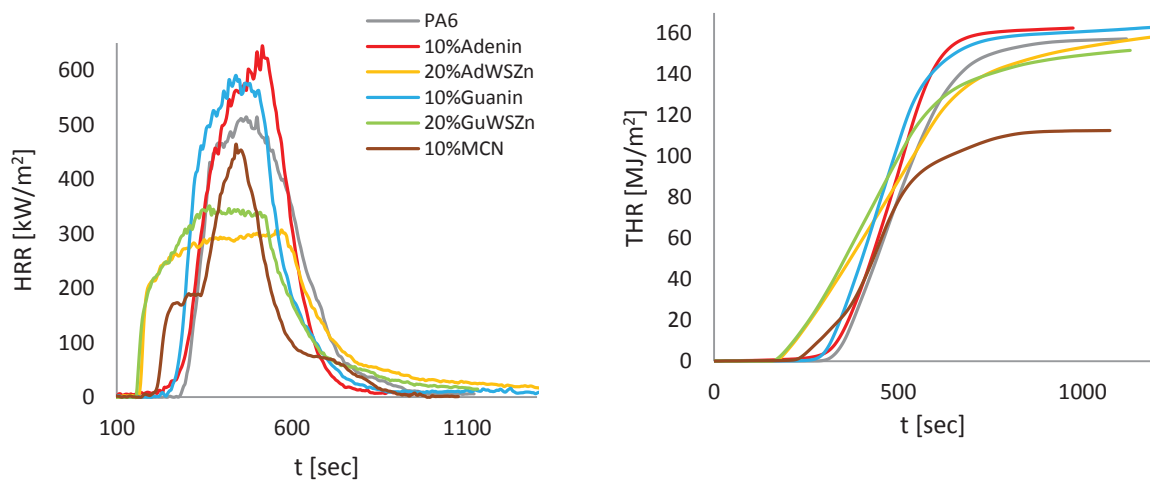 PA6
10%Adenin
20%AdWSZn
10%Guanin
20%GuWSZn
10%MCN
HRR [kW/m²]
600
500
400
300
200
100
0
100 600 1100
t [sec]
THR [MJ/m²]
160
140
120
100
80
60
40
20
0
0 500 1000
t [sec]